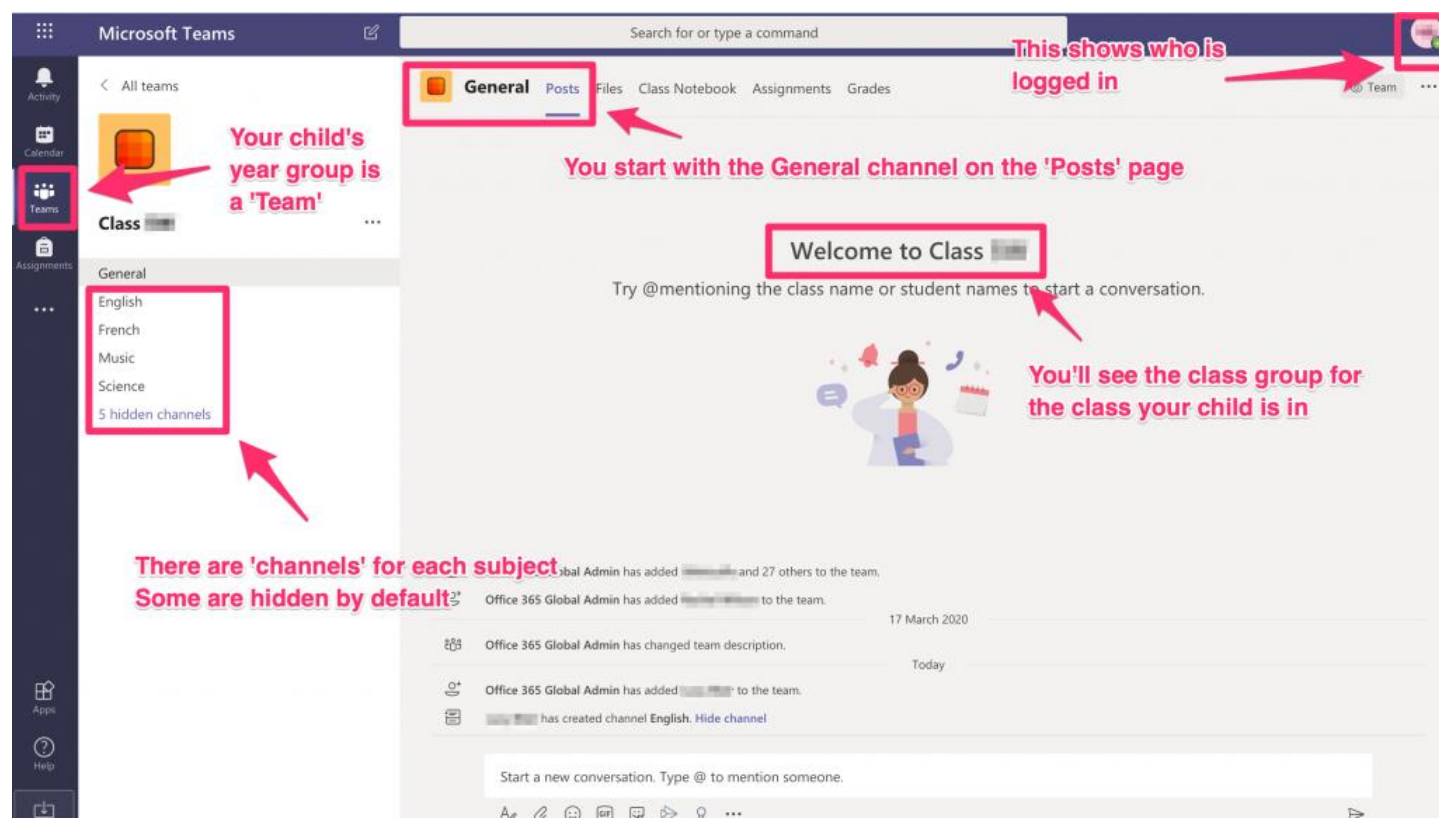 Microsoft Teams
Search for or type a command
This shows who is
logged in
Activity
Calendar
Teams
Assignments
All teams
Your child's
year group is
a 'Team'
Class
General
English
French
Music
Science
5 hidden channels
There are 'channels' for each subject
Some are hidden by default
Apps
Help
General Posts Files Class Notebook Assignments Grades
Team
You start with the General channel on the 'Posts' page
Welcome to Class
Try @mentioning the class name or student names to start a conversation.
You'll see the class group for
the class your child is in
Admin has added and 27 others to the team.
Office 365 Global Admin has added to the team.
17 March 2020
Office 365 Global Admin has changed team description.
Today
Office 365 Global Admin has added to the team.
has created channel English. Hide channel
Start a new conversation. Type @ to mention someone.
GIF